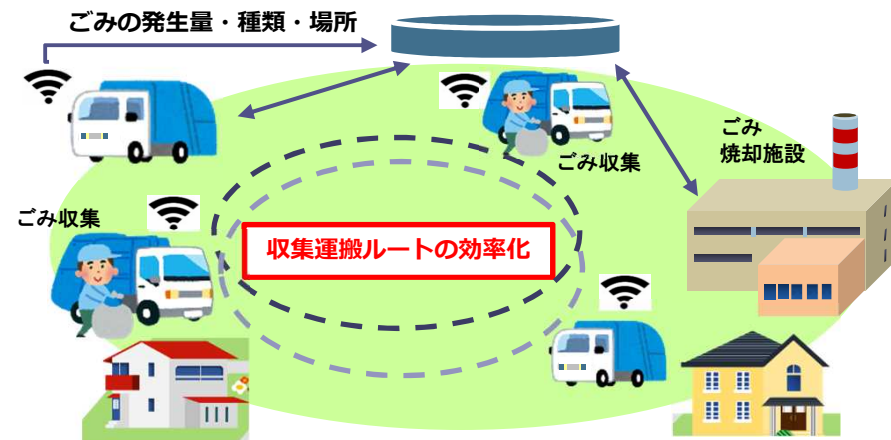 ごみの発生量・種類・場所
ごみ
焼却施設
ごみ収集
ごみ収集
収集運搬ルートの効率化